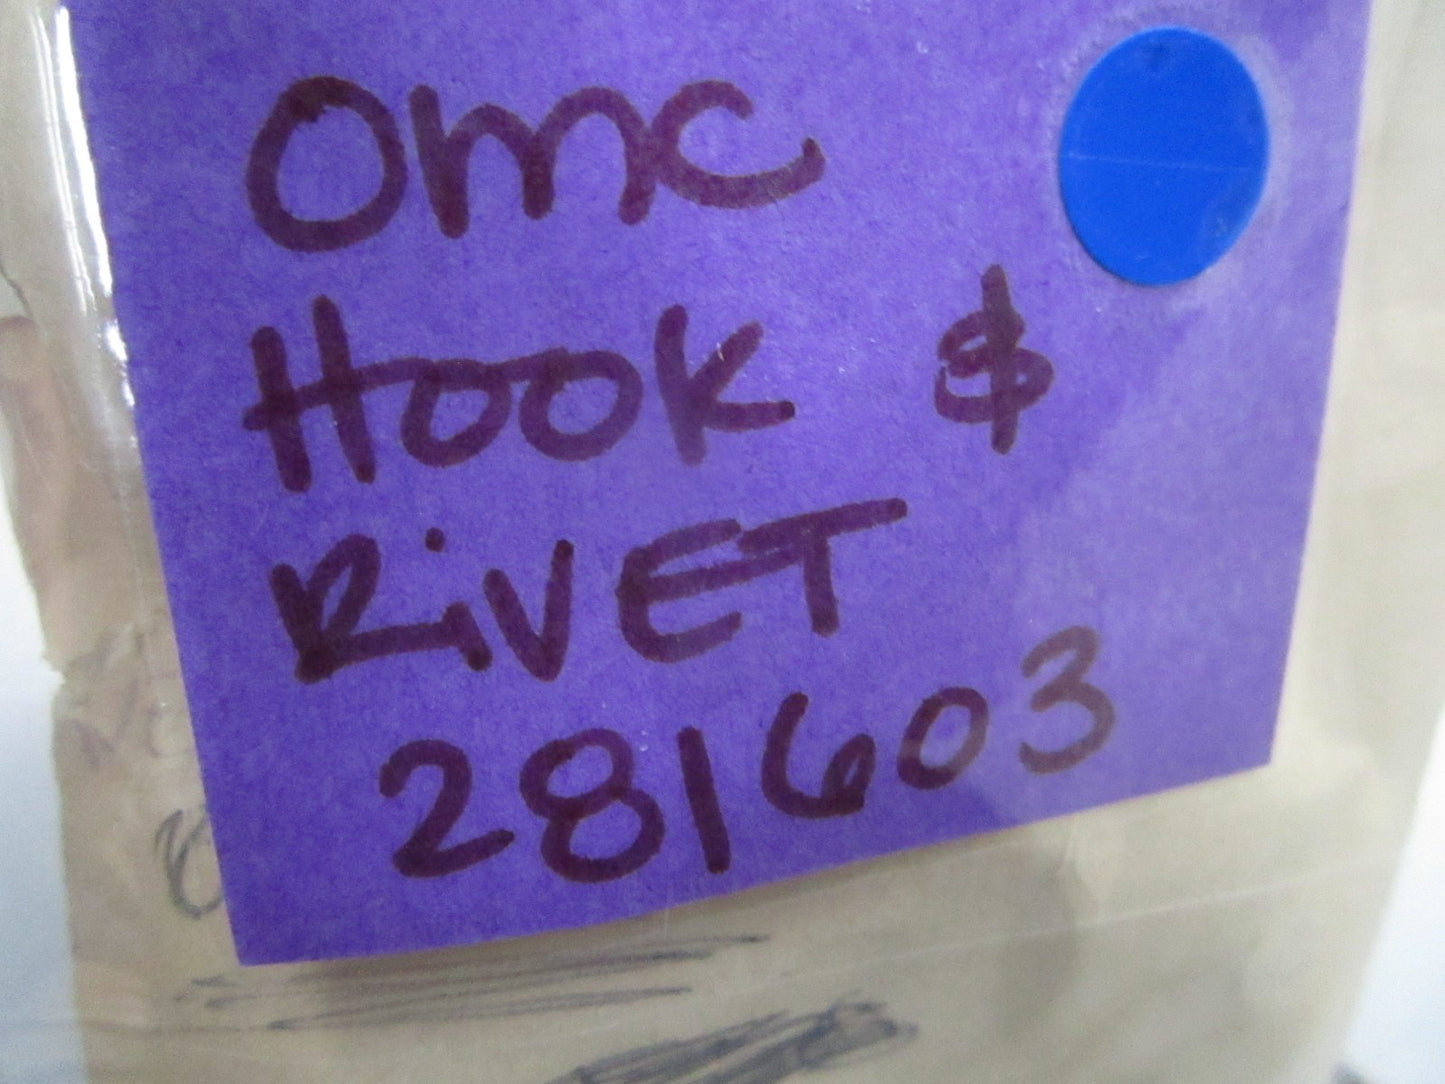 OMC
HOOK &
RiVET
281603